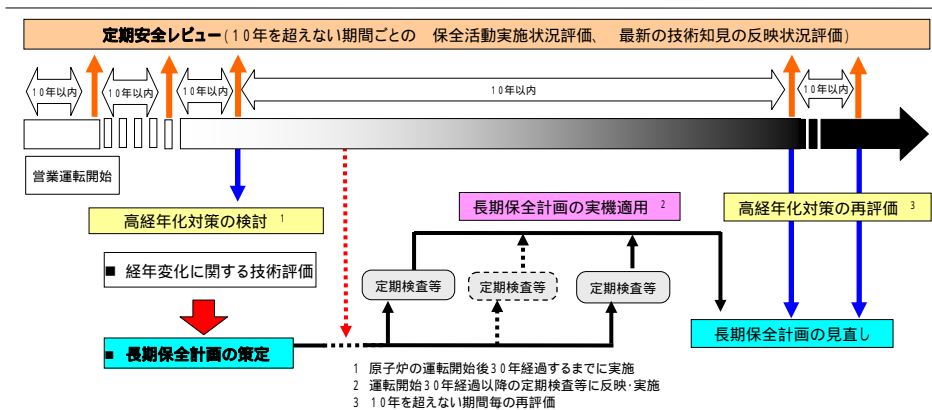 定期安全レビュー(10年を超えない期間ごとの　保全活動実施状況評価、　最新の技術知見の反映状況評価)
10年以内
10年以内
10年以内
10年以内
10年以内
営業運転開始
高経年化対策の検討 1
長期保全計画の実機適用 2
高経年化対策の再評価 3
■ 経年変化に関する技術評価
定期検査等
定期検査等
定期検査等
■ 長期保全計画の策定
長期保全計画の見直し
1 原子炉の運転開始後30年経過するまでに実施
2 運転開始30年経過以降の定期検査等に反映・実施
3 10年を超えない期間毎の再評価